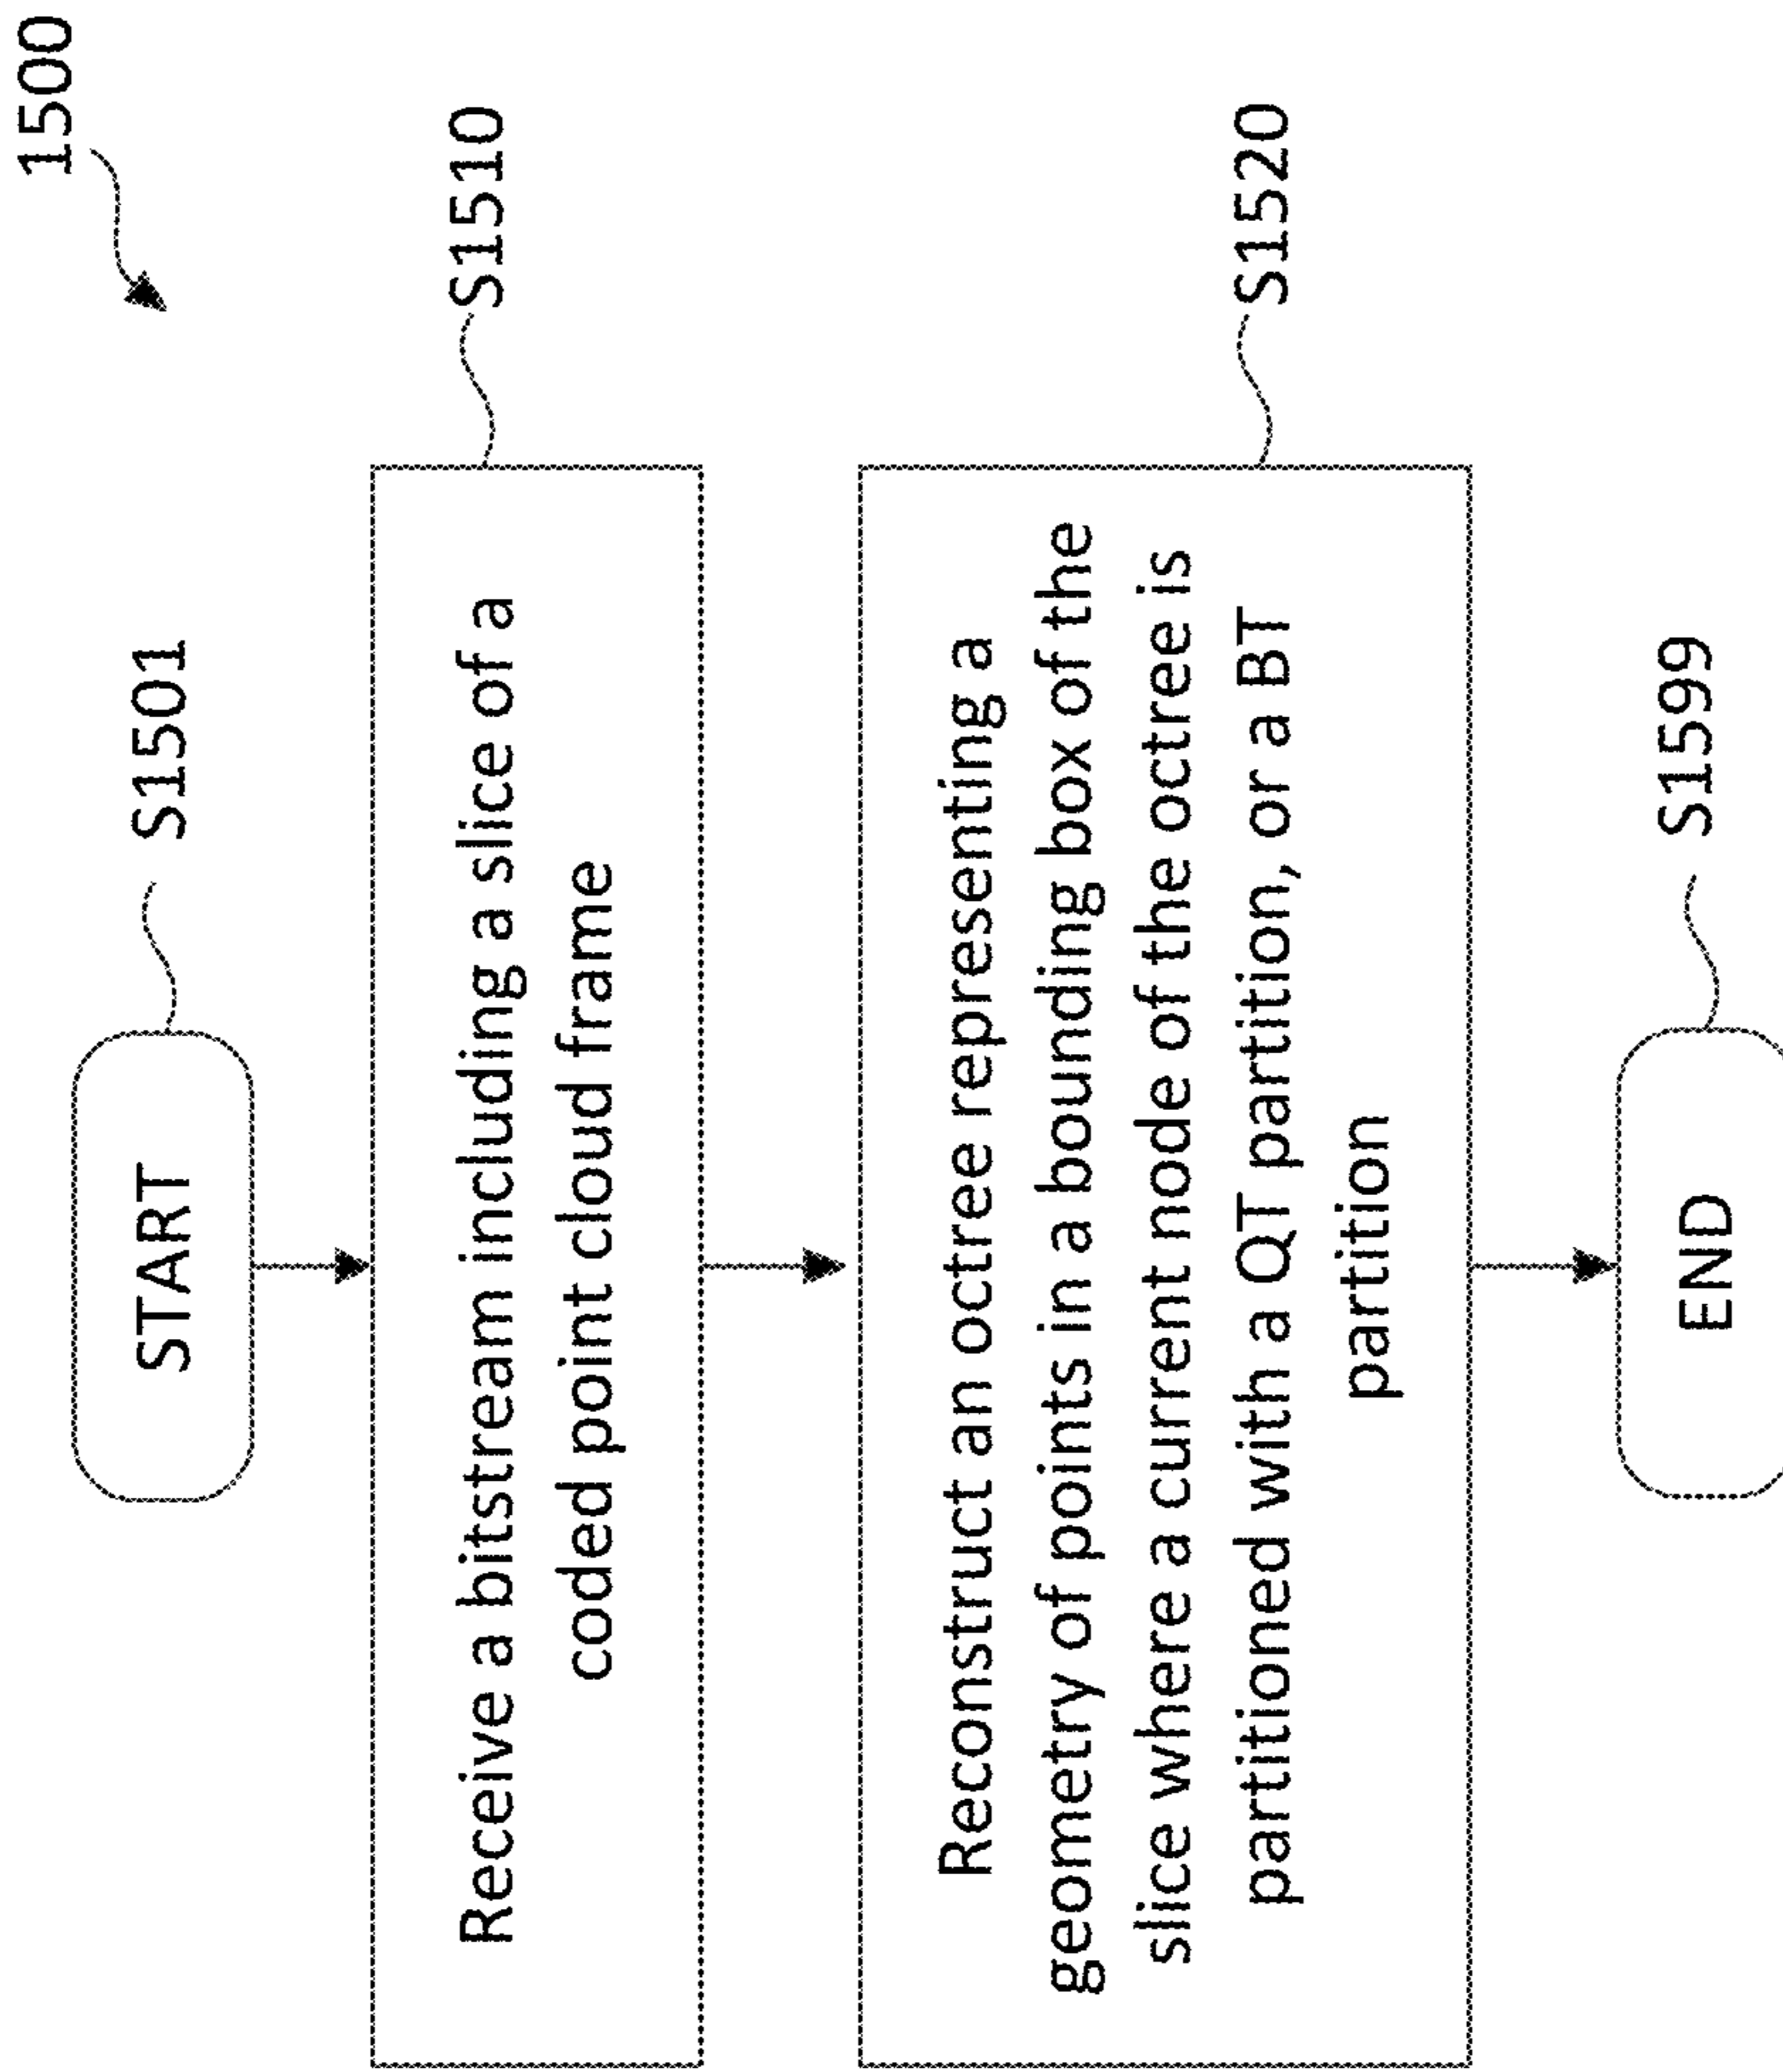 1500
START
S1501
Receive a bitstream including a slice of a
coded point cloud frame
S1510
Reconstruct an octree representing a
geometry of points in a bounding box of the
slice where a current node of the octree is
partitioned with a QT partition, or a BT
partition
S1520
END
S1599